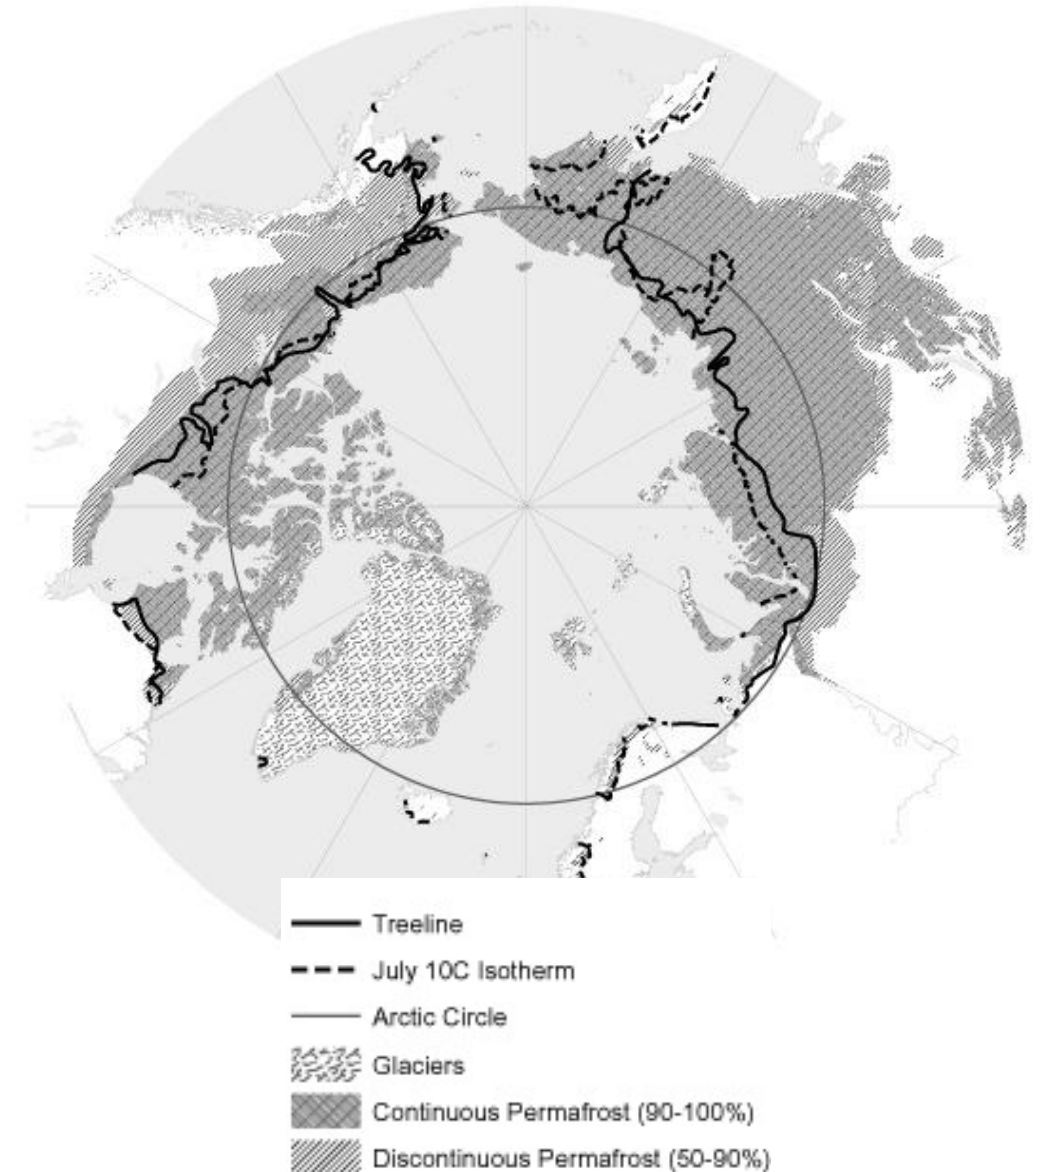 Treeline
July 10C Isotherm
Arctic Circle
Glaciers
Continuous Permafrost (90-100%)
Discontinuous Permafrost (50-90%)